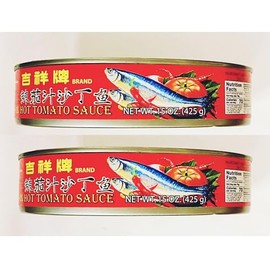 吉祥牌 BRAND
辣茄汁沙丁鱼
HOT TOMATO SAUCE
NET WT. 15 OZ. (425 g)
Nutrition
Facts
吉祥牌 BRAND
辣茄汁沙丁鱼
HOT TOMATO SAUCE
NET WT. 15 OZ. (425 g)
Nutrition
Facts